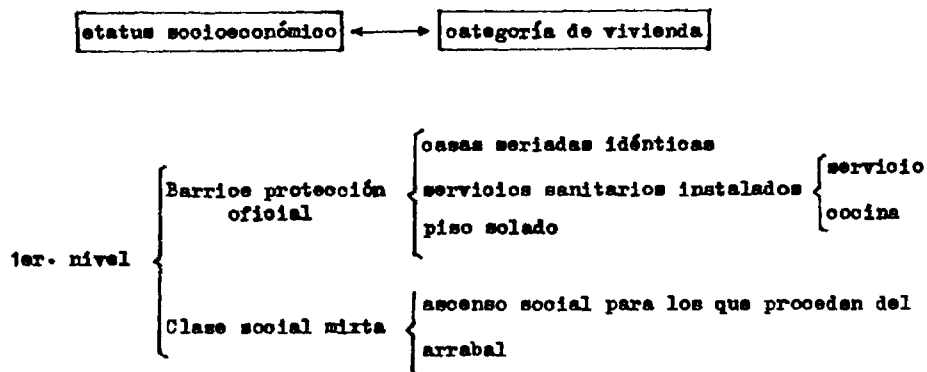 status socioeconómico ↔ categoría de vivienda
casas seriadas idénticas
servicio
Barrios protección servicios sanitarios instalados
oficial cocina
piso solado
1er. nivel
ascenso social para los que proceden del
Clase social mixta
arrabal